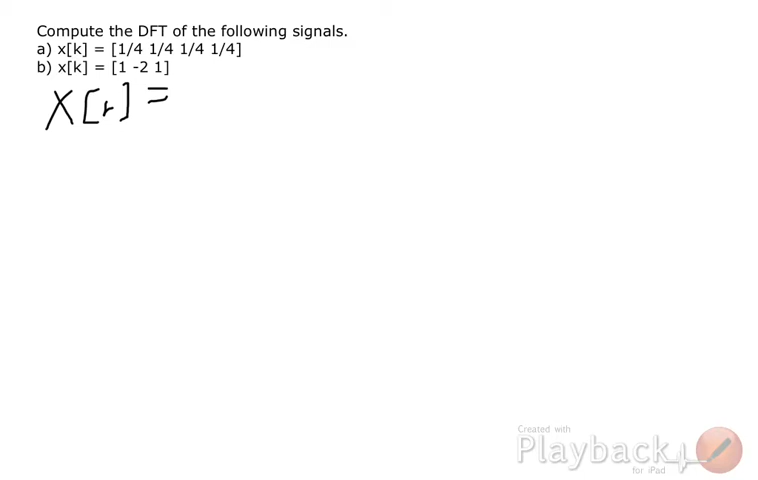 Compute the DFT of the following signals.
a) x[k] = [1/4 1/4 1/4 1/4]
b) x[k] = [1 -2 1]
X[r] =
Created with
Playback
for iPad